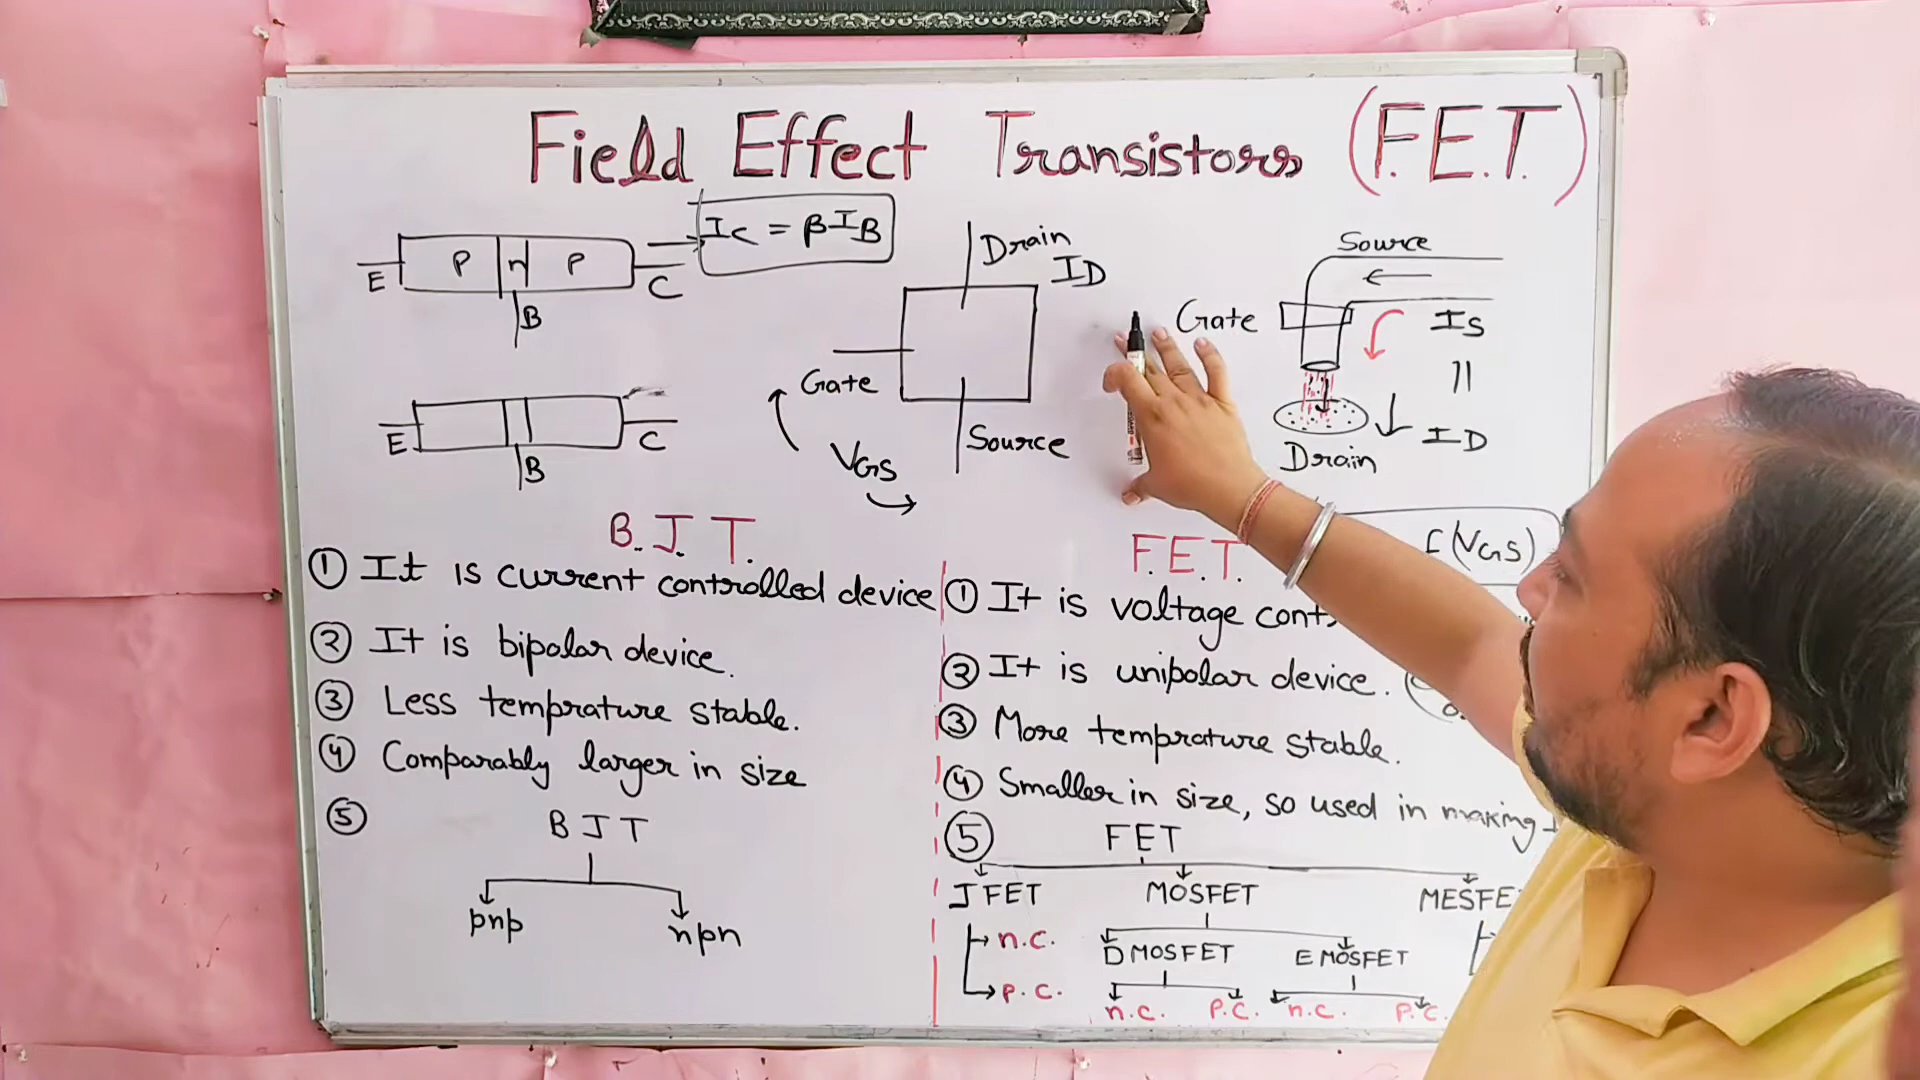 Field Effect Transistors (F.E.T.)
E P n P C
B
IC = βIB
E C
B
Drain
ID
Gate
Source
VGS
Source
Gate
IS
=
ID
Drain
(VGS)
B.J.T.
① It is current controlled device
② It is bipolar device.
③ Less temprature stable.
④ Comparably larger in size
⑤ BJT
pnp npn
F.E.T.
① It is voltage
② It is unipolar device.
③ More temprature stable.
④ Smaller in size, so used in making
⑤ FET
JFET MOSFET
n.c.
p.c.
D MOSFET E MOSFET
n.c. p.c. n.c. p.c.